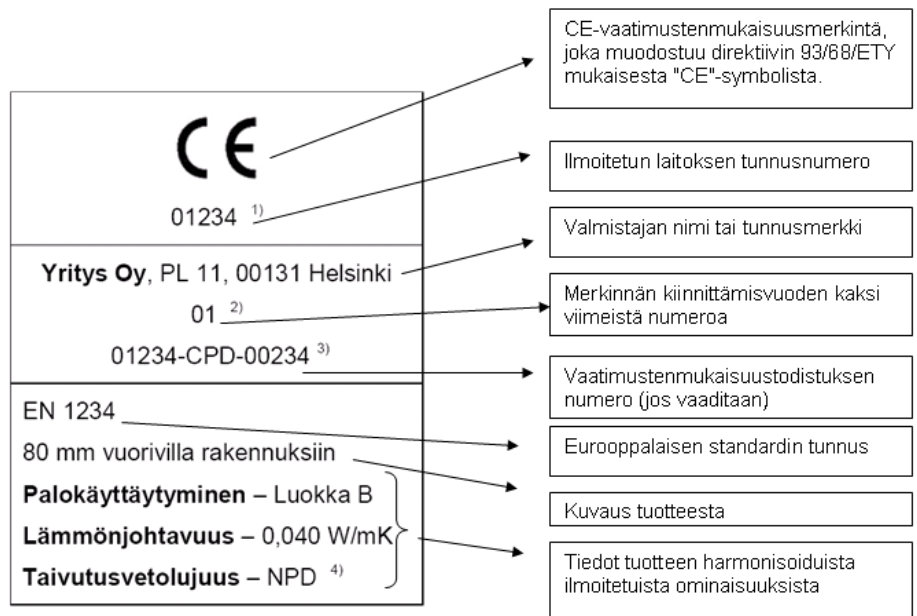 CE
01234 1)
Yritys Oy, PL 11, 00131 Helsinki
01 2)
01234-CPD-00234 3)
EN 1234
80 mm vuorivilla rakennuksiin
Palokäyttäytyminen – Luokka B
Lämmönjohtavuus – 0,040 W/mK
Taivutusvetolujuus – NPD 4)
CE-vaatimustenmukaisuusmerkintä,
joka muodostuu direktiivin 93/68/ETY
mukaisesta "CE"-symbolista.
Ilmoitetun laitoksen tunnusnumero
Valmistajan nimi tai tunnusmerkki
Merkinnän kiinnittämisvuoden kaksi
viimeistä numeroa
Vaatimustenmukaisuustodistuksen
numero (jos vaaditaan)
Eurooppalaisen standardin tunnus
Kuvaus tuotteesta
Tiedot tuotteen harmonisoiduista
ilmoitetuista ominaisuuksista